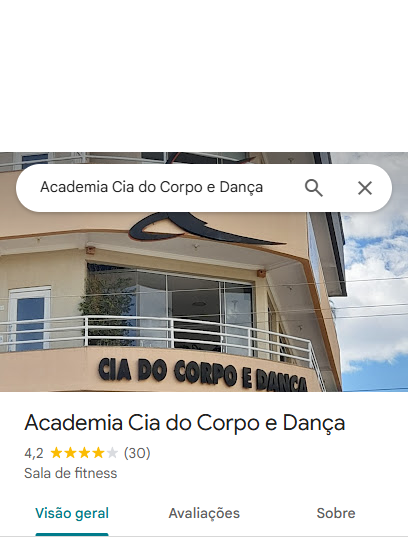 Academia Cia do Corpo e Dança
CIA DO CORPO E DANÇA
Academia Cia do Corpo e Dança
4,2 (30)
Sala de fitness
Visão geral Avaliações Sobre